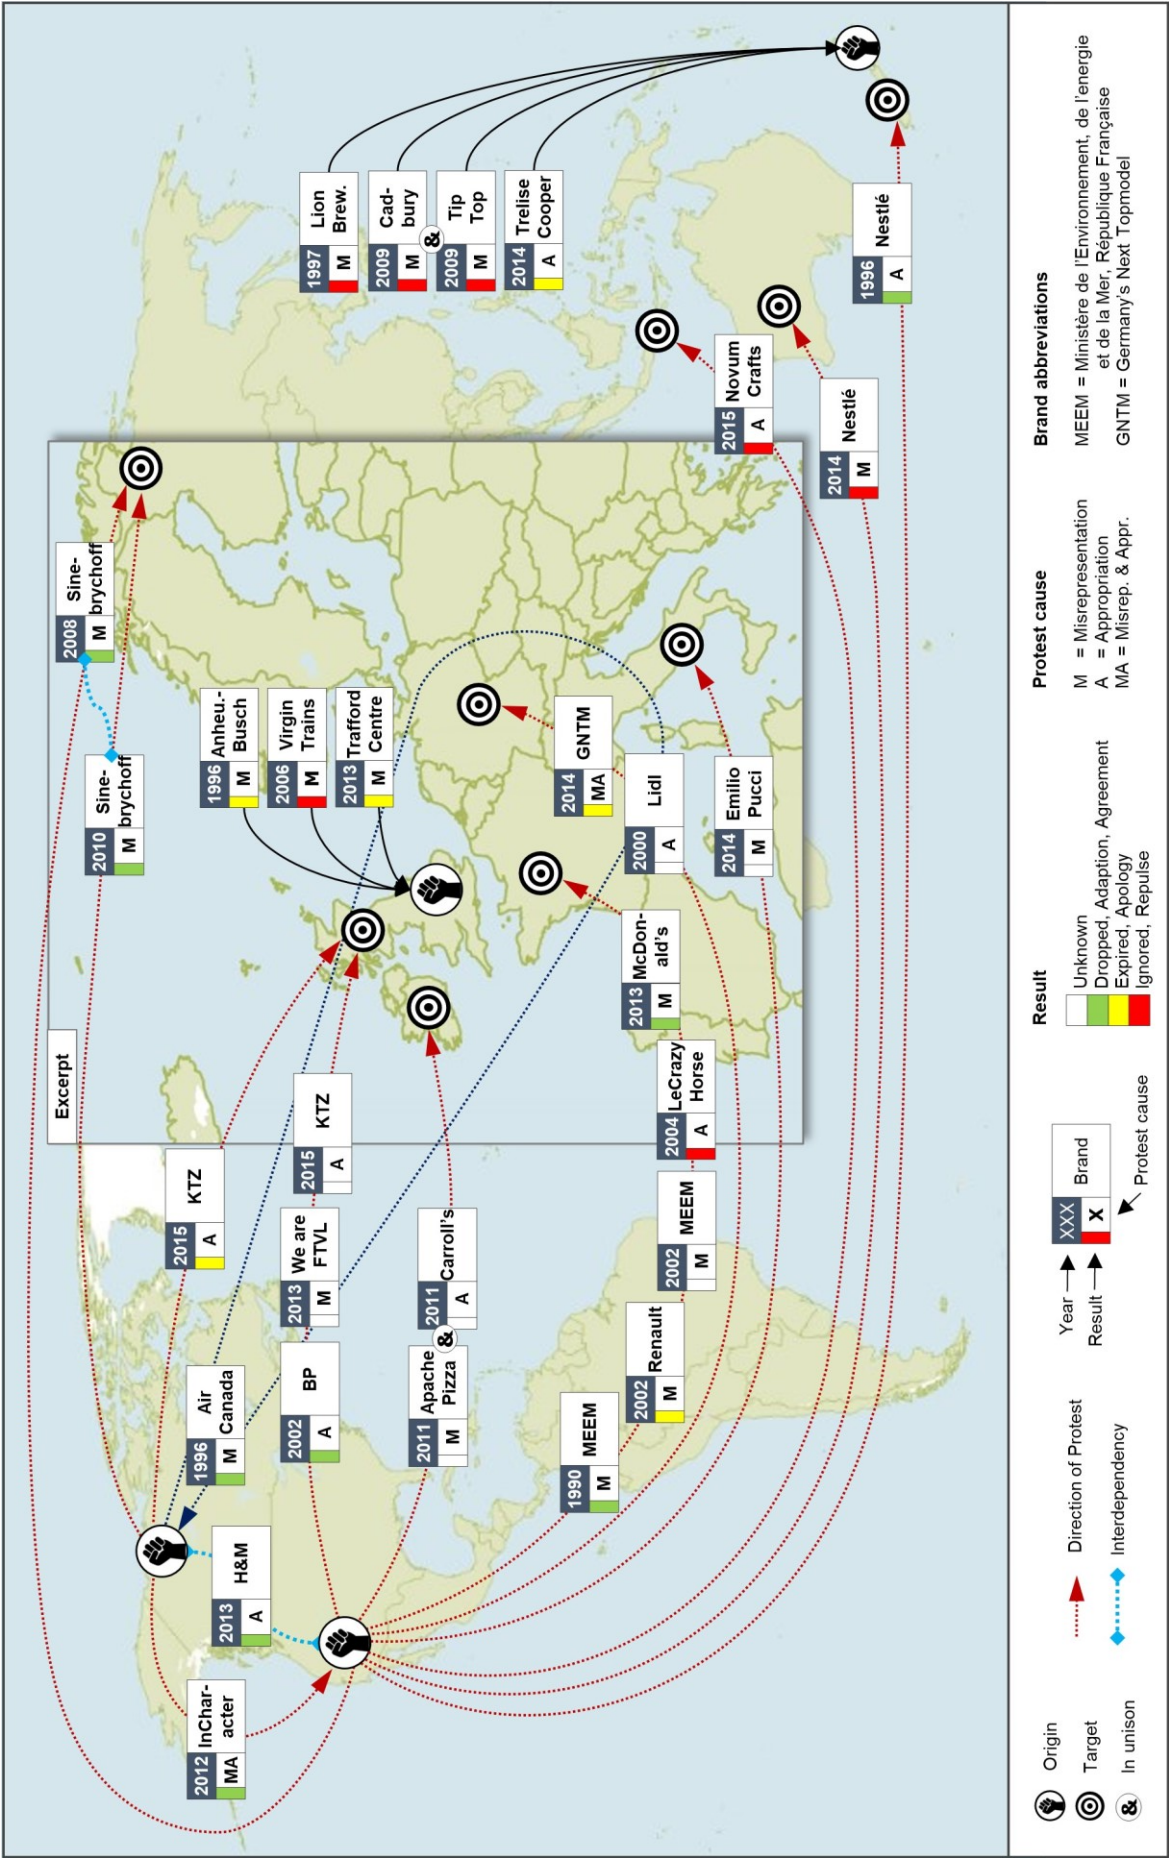 Excerpt
2008
Sine-
brychoff
M
2010
Sine-
brychoff
M
1996
Anheu.-
Busch
M
2006
Virgin
Trains
M
2013
Trafford
Centre
M
1997
Lion
Brew.
M
2009
Cad-
bury
M
&
2009
Tip
Top
M
2014
Trelise
Cooper
A
2012
InChar-
acter
MA
2013
H&M
A
1996
Air
Canada
M
2015
KTZ
A
2015
KTZ
A
2013
We are
FTVL
M
2002
BP
A
2011
Apache
Pizza
M
&
2011
Carroll's
A
1990
MEEM
M
2002
Renault
M
2002
MEEM
M
2004
LeCrazy
Horse
A
2013
McDon-
ald's
M
2000
Lidl
A
2014
GNTM
MA
2014
Emilio
Pucci
M
2015
Novum
Crafts
A
2014
Nestlé
M
1996
Nestlé
A
Origin
Target
& In unison
Direction of Protest
Interdependency
Year
Result
XXX
Brand
X
Protest cause
Result
Unknown
Dropped, Adaption, Agreement
Expired, Apology
Ignored, Repulse
Protest cause
M = Misrepresentation
A = Appropriation
MA = Misrep. & Appr.
Brand abbreviations
MEEM = Ministère de l'Environnement, de l'energie
et de la Mer, République Française
GNTM = Germany's Next Topmodel